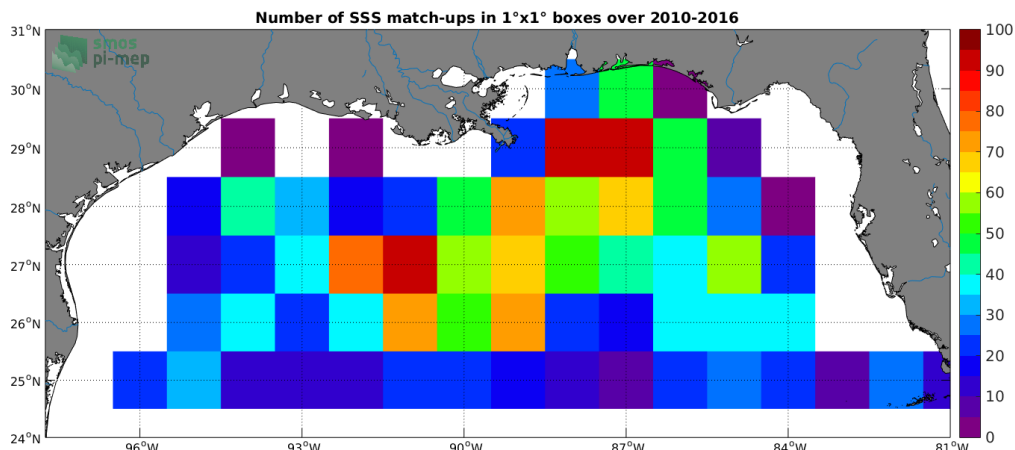 Number of SSS match-ups in 1°x1° boxes over 2010-2016
smos
pi-mep
31°N
30°N
29°N
28°N
27°N
26°N
25°N
24°N
96°W
93°W
90°W
87°W
84°W
81°W
100
90
80
70
60
50
40
30
20
10
0